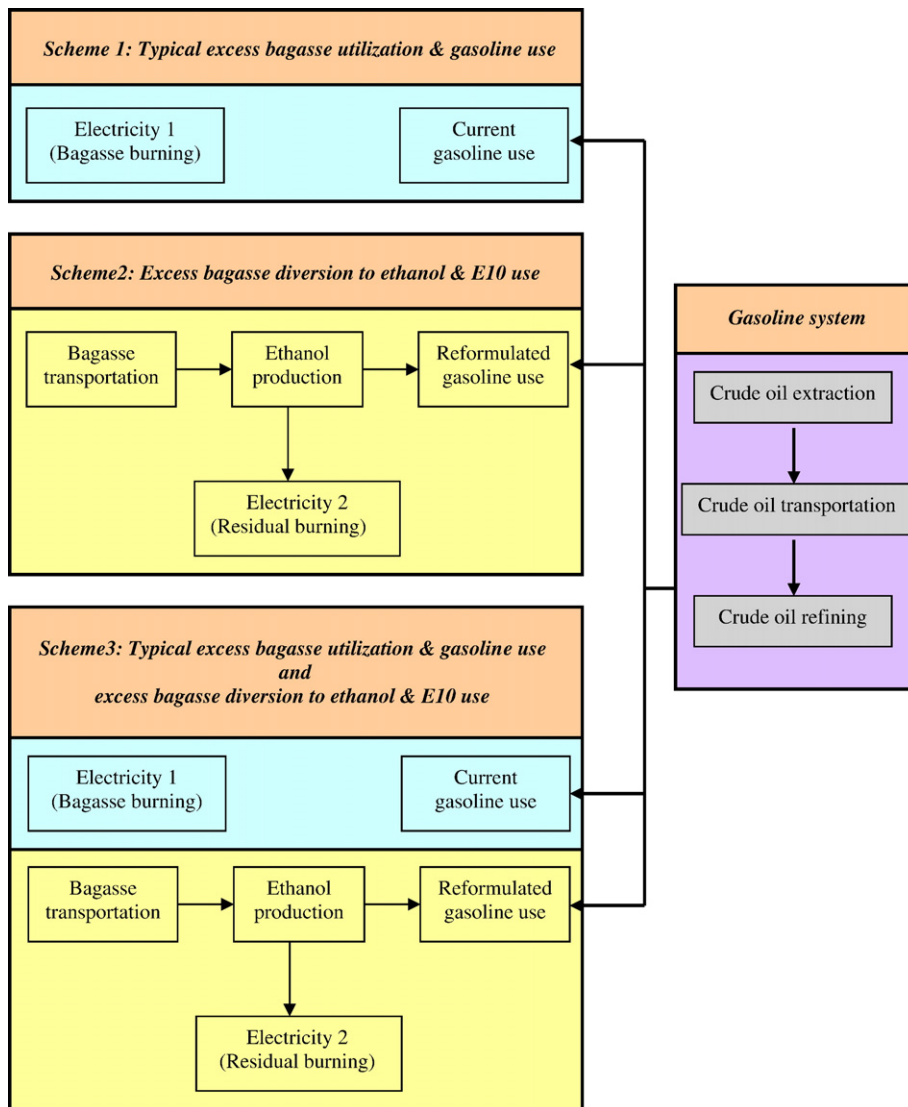 Scheme 1: Typical excess bagasse utilization & gasoline use
Electricity 1
(Bagasse burning)
Current
gasoline use
Scheme2: Excess bagasse diversion to ethanol & E10 use
Bagasse
transportation
Ethanol
production
Reformulated
gasoline use
Electricity 2
(Residual burning)
Scheme3: Typical excess bagasse utilization & gasoline use
and
excess bagasse diversion to ethanol & E10 use
Electricity 1
(Bagasse burning)
Current
gasoline use
Bagasse
transportation
Ethanol
production
Reformulated
gasoline use
Electricity 2
(Residual burning)
Gasoline system
Crude oil extraction
Crude oil transportation
Crude oil refining